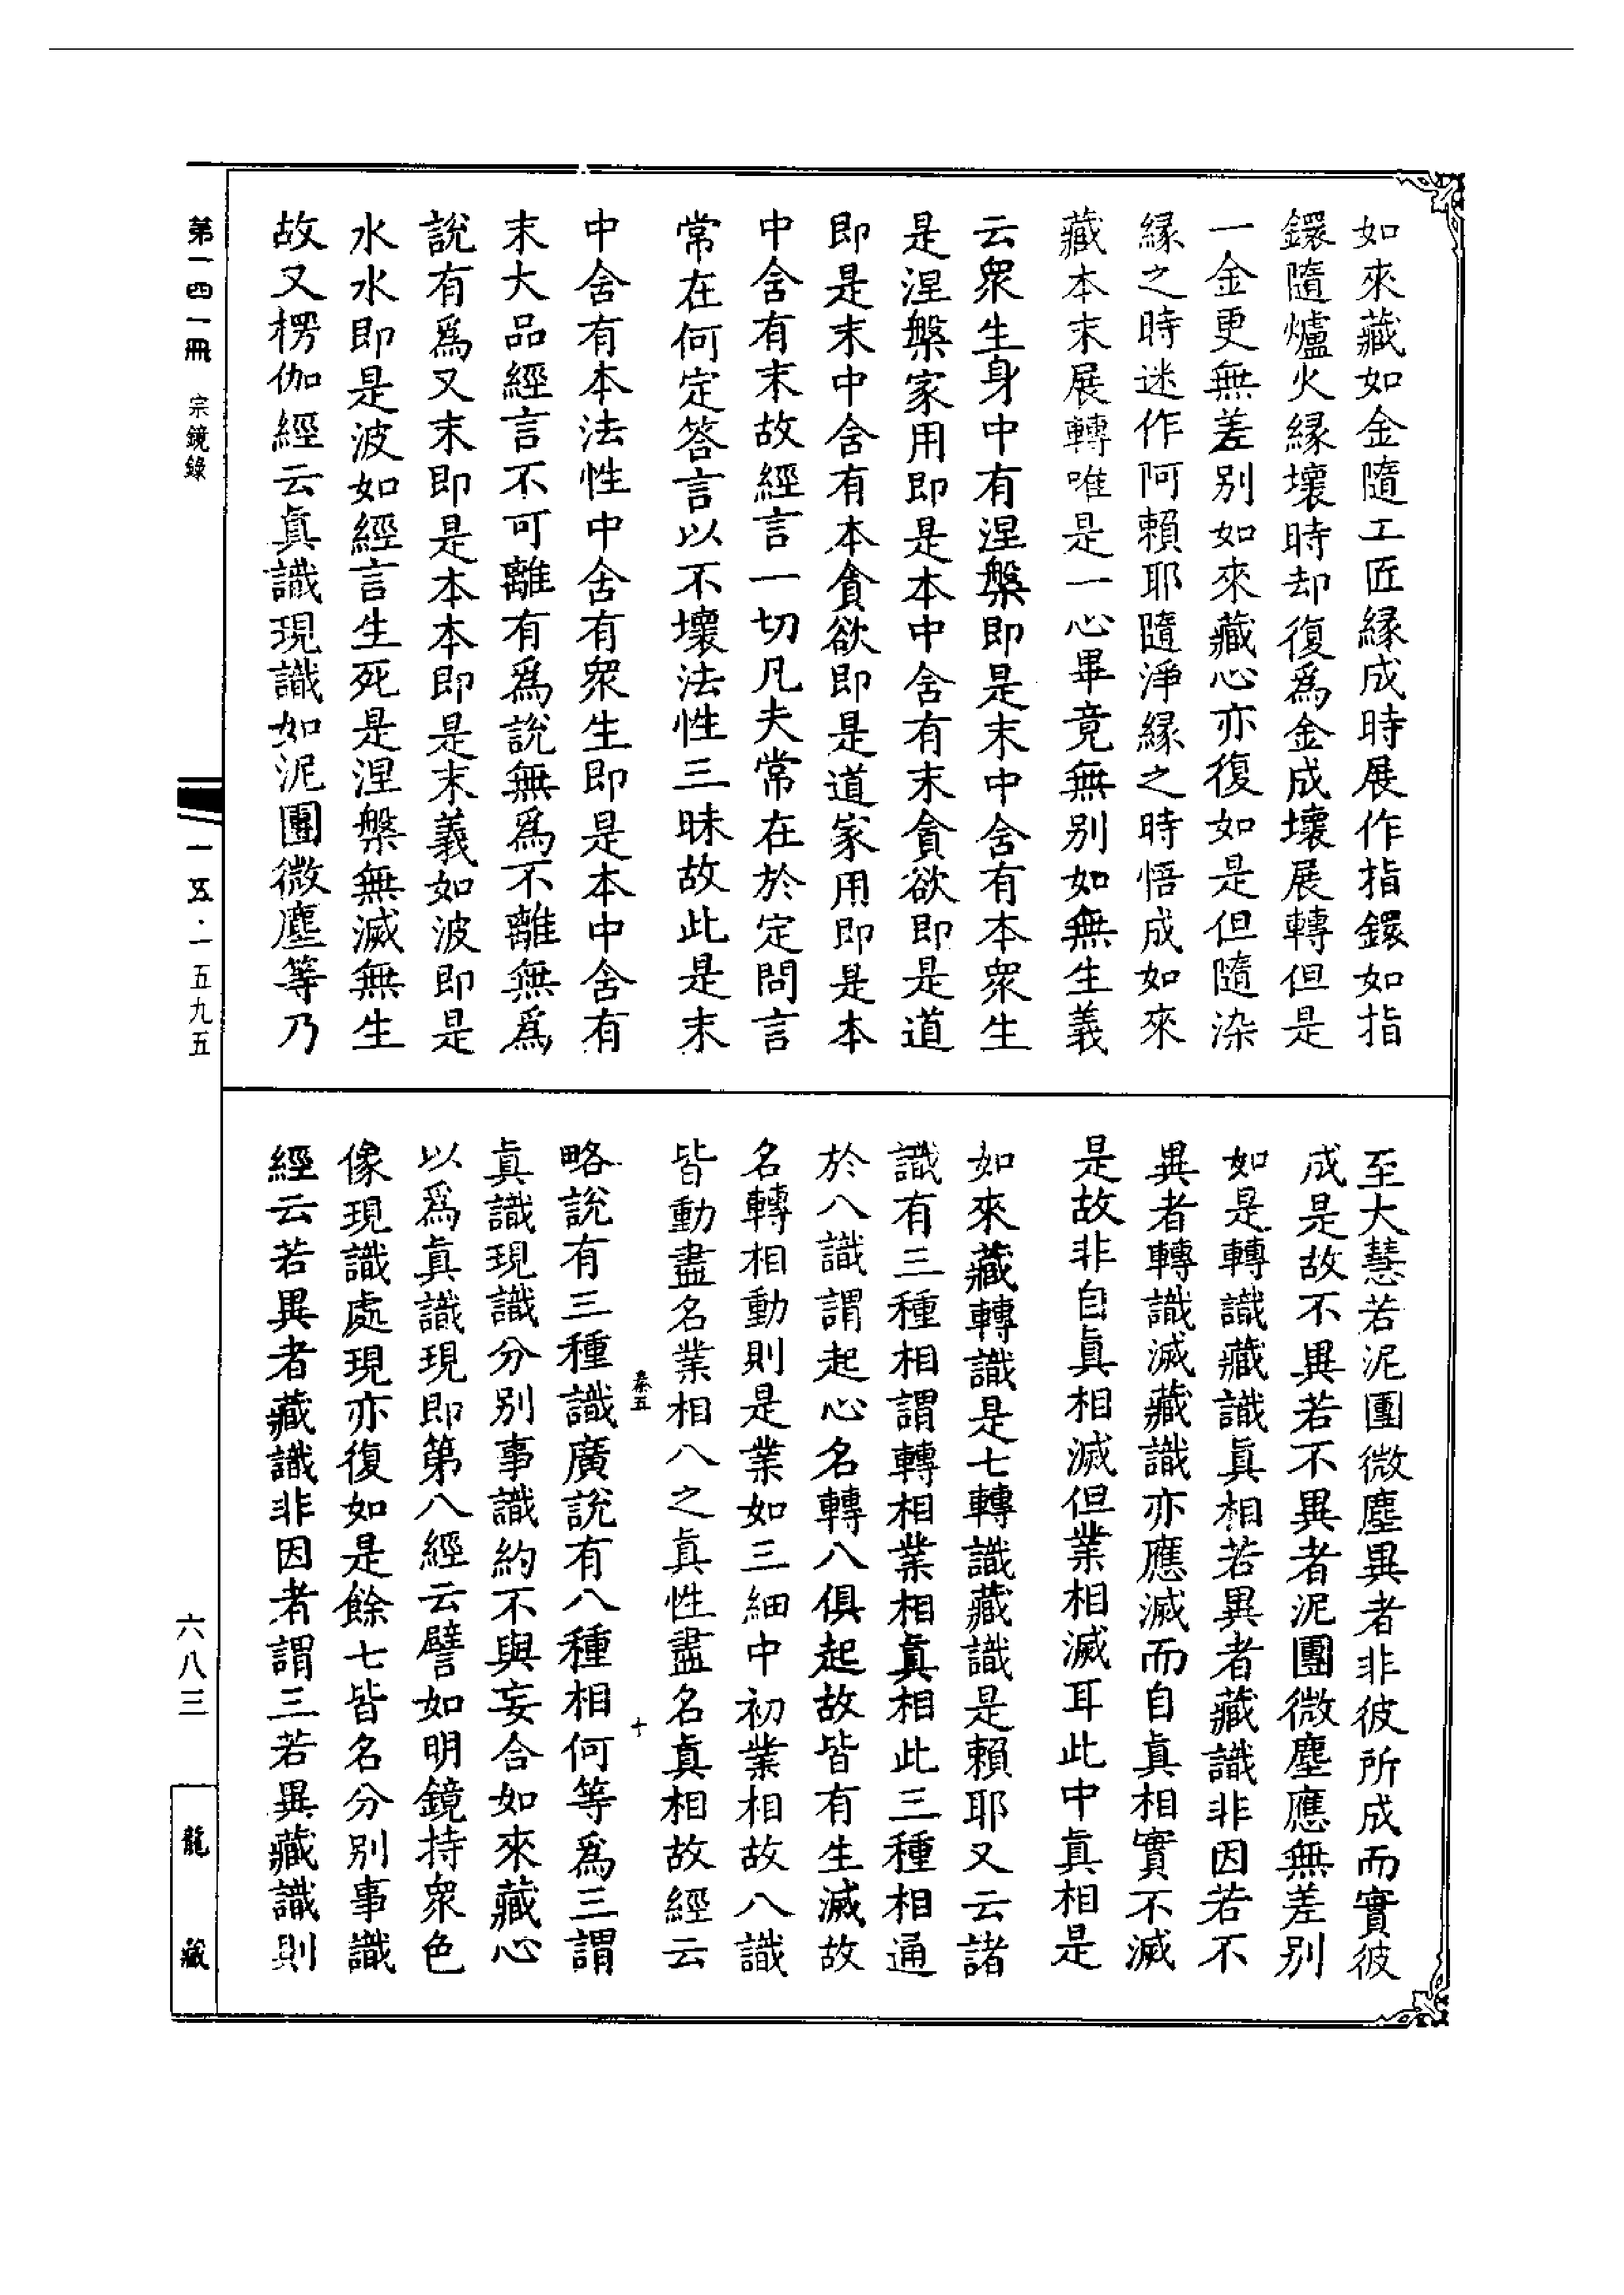 如來藏如金隨工匠緣成時展作指鐶如指
鐶隨爐火緣壞時却復爲金成壞展轉但是
一金更無差別如來藏心亦復如是但隨染
緣之時迷作阿賴耶隨淨緣之時悟成如來
藏本末展轉唯是一心畢竟無別如無生義
云衆生身中有涅槃即是末中含有本衆生
是涅槃家用即是本中含有末貪欲即是道
即是末中含有本貪欲即是道家用即是本
中含有末故經言一切凡夫常在於定問言
常在何定答言以不壞法性三昧故此是末
中含有本法性中含有衆生即是本中含有
末大品經言不可離有爲說無爲不離無爲
說有爲又末即是本本即是末義如波即是
水水即是波如經言生死是涅槃無滅無生
故又楞伽經云眞識現識如泥團微塵等乃
至大慧若泥團微塵異者非彼所成而實彼
成是故不異若不異者泥團微塵應無差別
如是轉識藏識眞相若異者藏識非因若不
異者轉識滅藏識亦應滅而自眞相實不滅
是故非自眞相滅但業相滅耳此中眞相是
如來藏轉識是七轉識藏識是賴耶又云諸
識有三種相謂轉相業相眞相此三種相通
於八識謂起心名轉八俱起故皆有生滅故
名轉相動則是業如三細中初業相故八識
皆動盡名業相八之眞性盡名眞相故經云
略說有三種識廣說有八種相何等爲三謂
眞識現識分別事識約不與妄合如來藏心
以爲眞識現即第八經云譬如明鏡持衆色
像現識處現亦復如是餘七皆名分別事識
經云若異者藏識非因者謂三若異藏識則
秦五
十
第一四一冊 宗鏡錄
一五·一五九五
六八三
龍藏